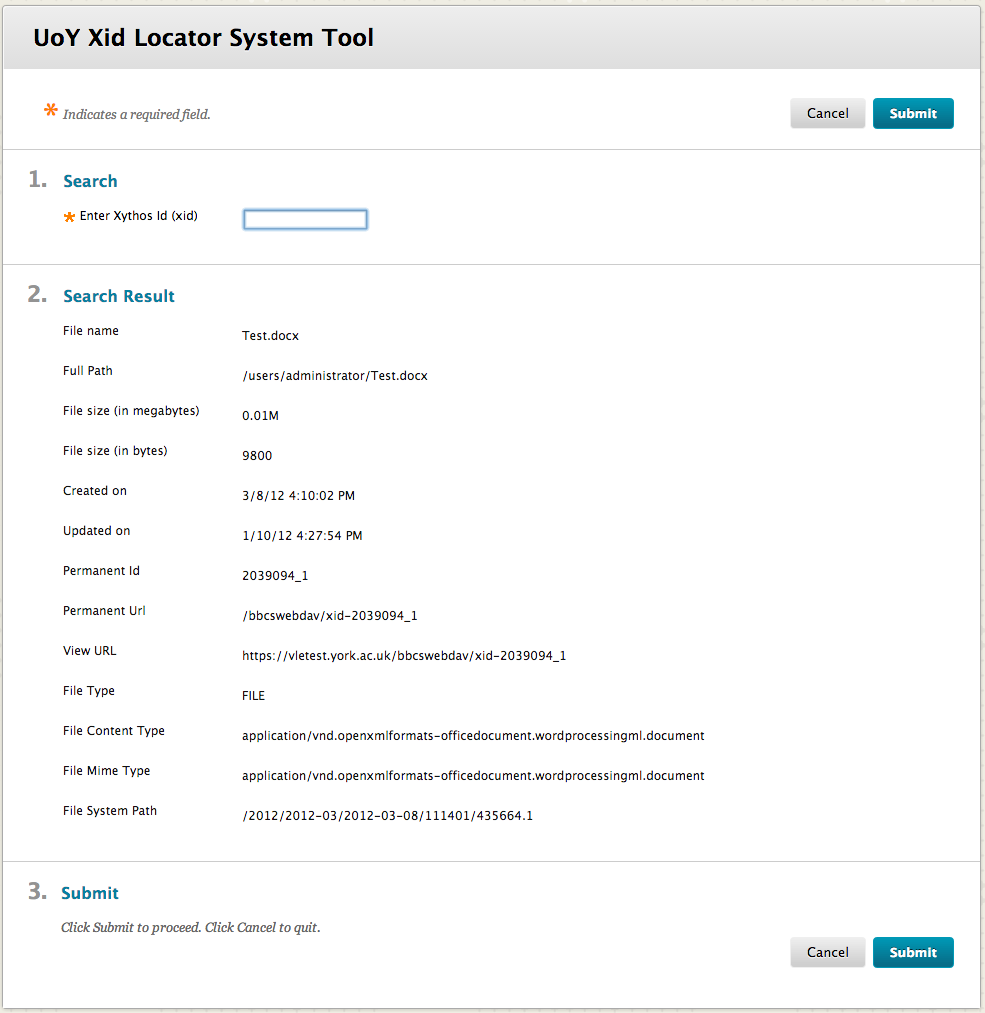 UoY Xid Locator System Tool
* Indicates a required field.
Cancel Submit
1. Search
* Enter Xythos Id (xid)
2. Search Result
File name Test.docx
Full Path /users/administrator/Test.docx
File size (in megabytes) 0.01M
File size (in bytes) 9800
Created on 3/8/12 4:10:02 PM
Updated on 1/10/12 4:27:54 PM
Permanent Id 2039094_1
Permanent Url /bbcswebdav/xid-2039094_1
View URL https://vletest.york.ac.uk/bbcswebdav/xid-2039094_1
File Type FILE
File Content Type application/vnd.openxmlformats-officedocument.wordprocessingml.document
File Mime Type application/vnd.openxmlformats-officedocument.wordprocessingml.document
File System Path /2012/2012-03/2012-03-08/111401/435664.1
3. Submit
Click Submit to proceed. Click Cancel to quit.
Cancel Submit